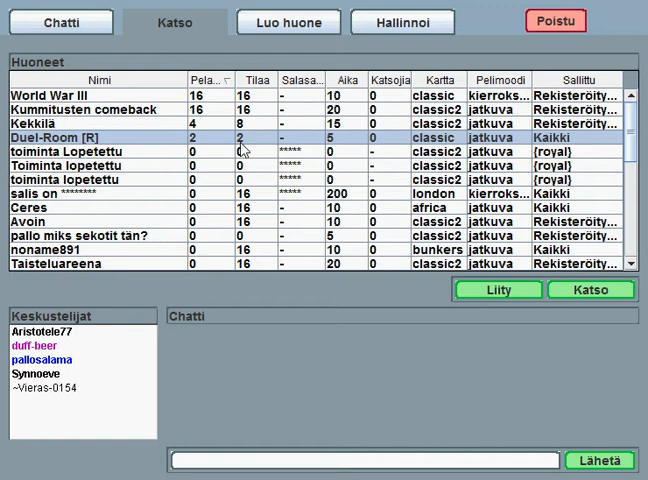 Chatti Katso Luo huone Hallinnoi Poistu
Huoneet
Nimi Pela... Tilaa Salasa... Aika Katsojia Kartta Pelimoodi Sallittu
World War III 16 16 - 10 0 classic kierroks... Rekisteröity...
Kummitusten comeback 16 16 - 20 0 classic2 jatkuva Rekisteröity...
Kekkilä 4 8 - 15 0 classic2 jatkuva Rekisteröity...
Duel-Room [R] 2 2 - 5 0 classic jatkuva Kaikki
toiminta Lopetettu 0 0 ***** 0 - classic2 jatkuva {royal}
Toiminta lopetettu 0 0 ***** 0 - classic2 jatkuva {royal}
toiminta lopetettu 0 0 ***** 0 - classic2 jatkuva {royal}
salis on ******** 0 16 ***** 200 0 london kierroks... Kaikki
Ceres 0 16 - 10 0 africa jatkuva Kaikki
Avoin 0 16 - 10 0 classic2 jatkuva Rekisteröity...
pallo miks sekotit tän? 0 0 - 5 0 classic2 jatkuva Rekisteröity...
noname891 0 16 - 10 0 bunkers jatkuva Kaikki
Taisteluareena 0 16 - 20 0 classic2 jatkuva Rekisteröity...
Liity Katso
Keskustelijat Chatti
Aristotele77
duff-beer
pallosalama
Synnoeve
~Vieras-0154
Lähetä